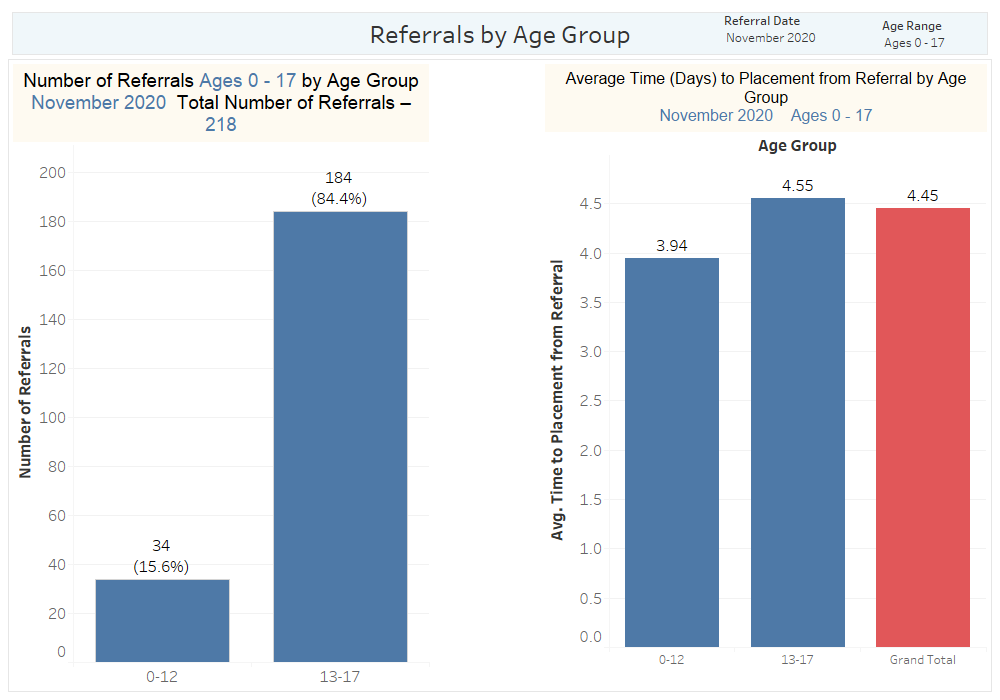 Referrals by Age Group
Referral Date
November 2020
Age Range
Ages 0 - 17
Number of Referrals Ages 0 - 17 by Age Group
November 2020 Total Number of Referrals –
218
Number of Referrals
200
180
160
140
120
100
80
60
40
20
0
184
(84.4%)
34
(15.6%)
0-12
13-17
Average Time (Days) to Placement from Referral by Age
Group
November 2020 Ages 0 - 17
Age Group
Avg. Time to Placement from Referral
4.5
4.0
3.5
3.0
2.5
2.0
1.5
1.0
0.5
0.0
3.94
4.55
4.45
0-12
13-17
Grand Total